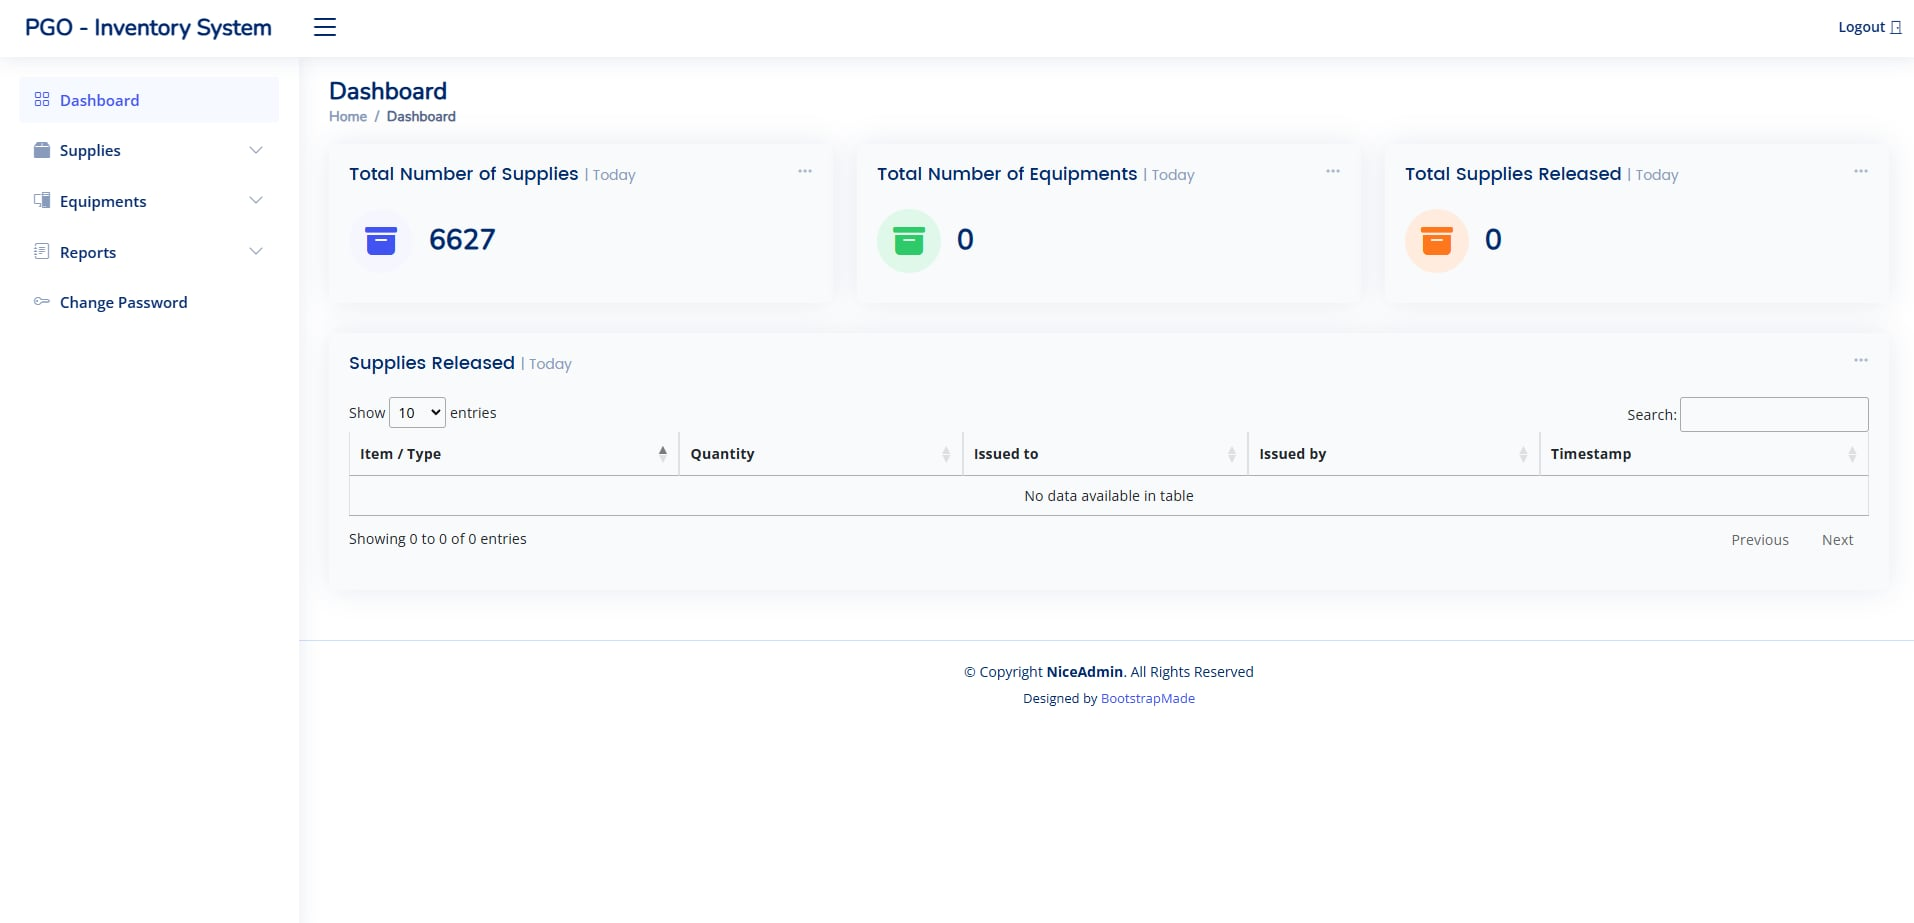 PGO - Inventory System
Logout
Dashboard
Supplies
Equipments
Reports
Change Password
Dashboard
Home / Dashboard
Total Number of Supplies | Today
6627
Total Number of Equipments | Today
0
Total Supplies Released | Today
0
Supplies Released | Today
Show 10 entries
Search:
Item / Type Quantity Issued to Issued by Timestamp
No data available in table
Showing 0 to 0 of 0 entries
Previous Next
© Copyright NiceAdmin. All Rights Reserved
Designed by BootstrapMade